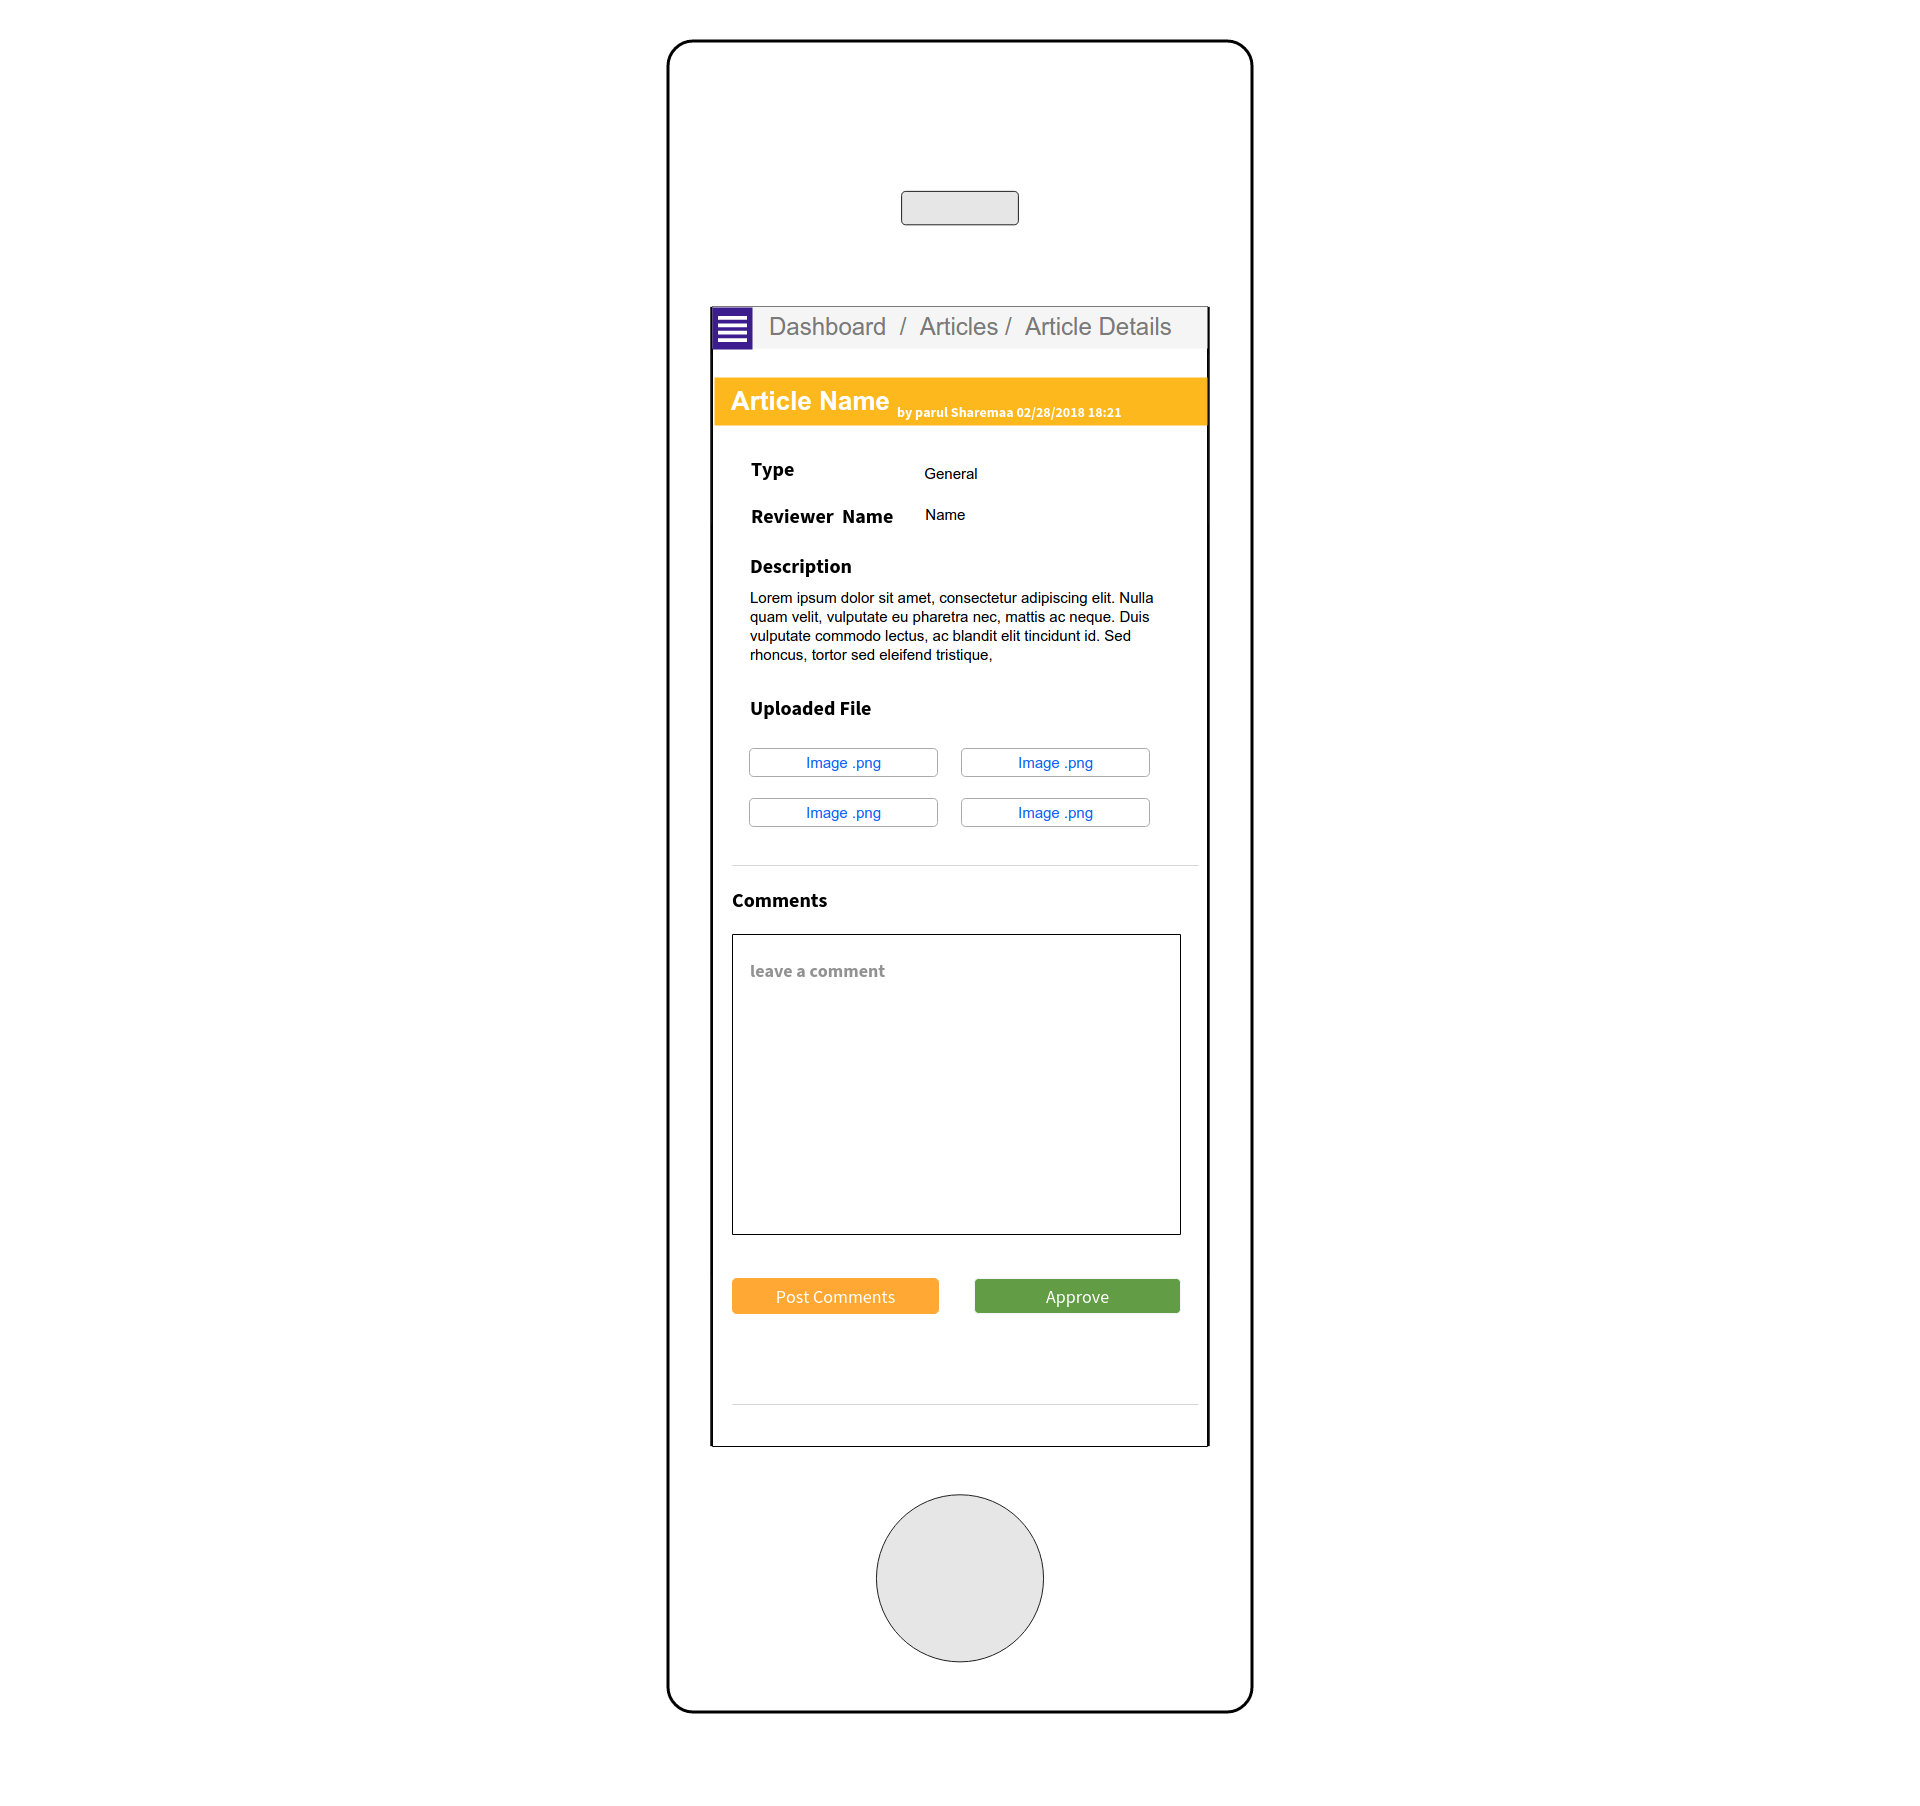 Dashboard / Articles / Article Details
Article Name by parul Sharemaa 02/28/2018 18:21
Type General
Reviewer Name Name
Description
Lorem ipsum dolor sit amet, consectetur adipiscing elit. Nulla
quam velit, vulputate eu pharetra nec, mattis ac neque. Duis
vulputate commodo lectus, ac blandit elit tincidunt id. Sed
rhoncus, tortor sed eleifend tristique,
Uploaded File
Image .png Image .png
Image .png Image .png
Comments
leave a comment
Post Comments Approve